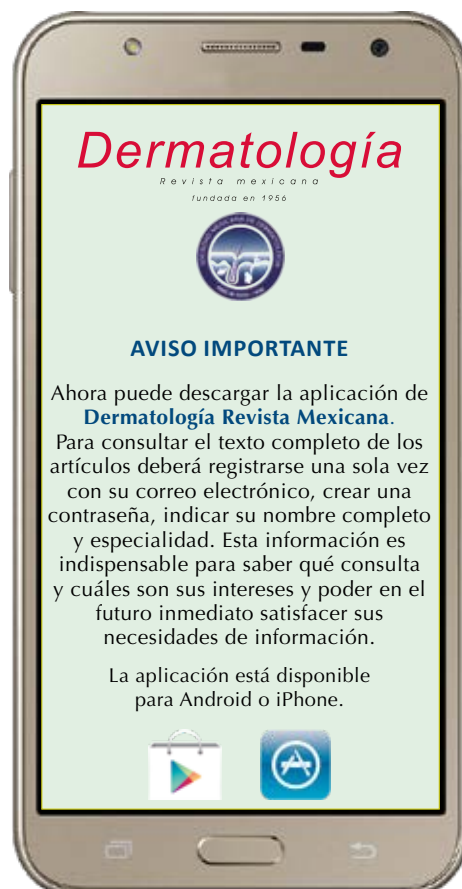 Dermatología
Revista mexicana
fundada en 1956
AVISO IMPORTANTE
Ahora puede descargar la aplicación de
Dermatología Revista Mexicana.
Para consultar el texto completo de los
artículos deberá registrarse una sola vez
con su correo electrónico, crear una
contraseña, indicar su nombre completo
y especialidad. Esta información es
indispensable para saber qué consulta
y cuáles son sus intereses y poder en el
futuro inmediato satisfacer sus
necesidades de información.
La aplicación está disponible
para Android o iPhone.